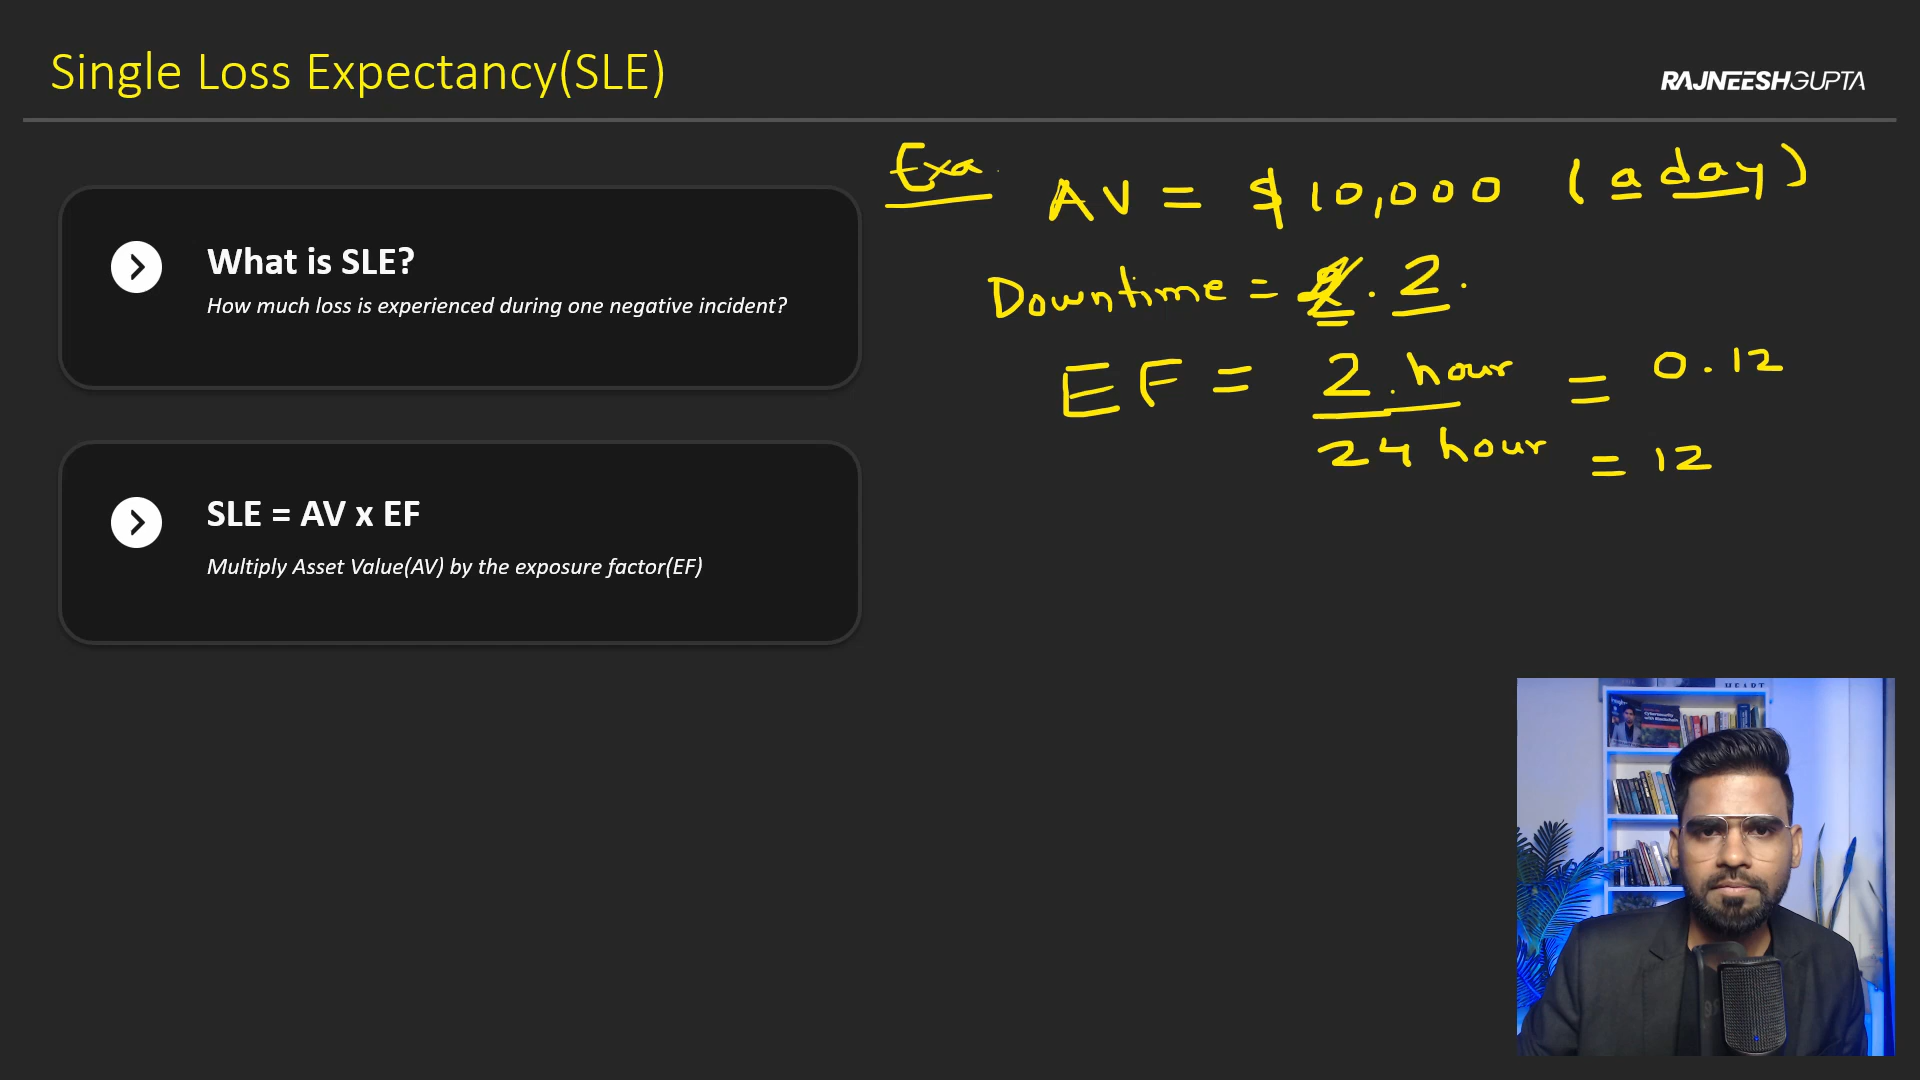 Single Loss Expectancy(SLE)
RAJNEESHGUPTA
What is SLE?
How much loss is experienced during one negative incident?
SLE = AV x EF
Multiply Asset Value(AV) by the exposure factor(EF)
Exa
AV = $10,000 (a day)
Downtime = . 2.
EF = 2 hour = 0.12
24 hour = 12
HEART